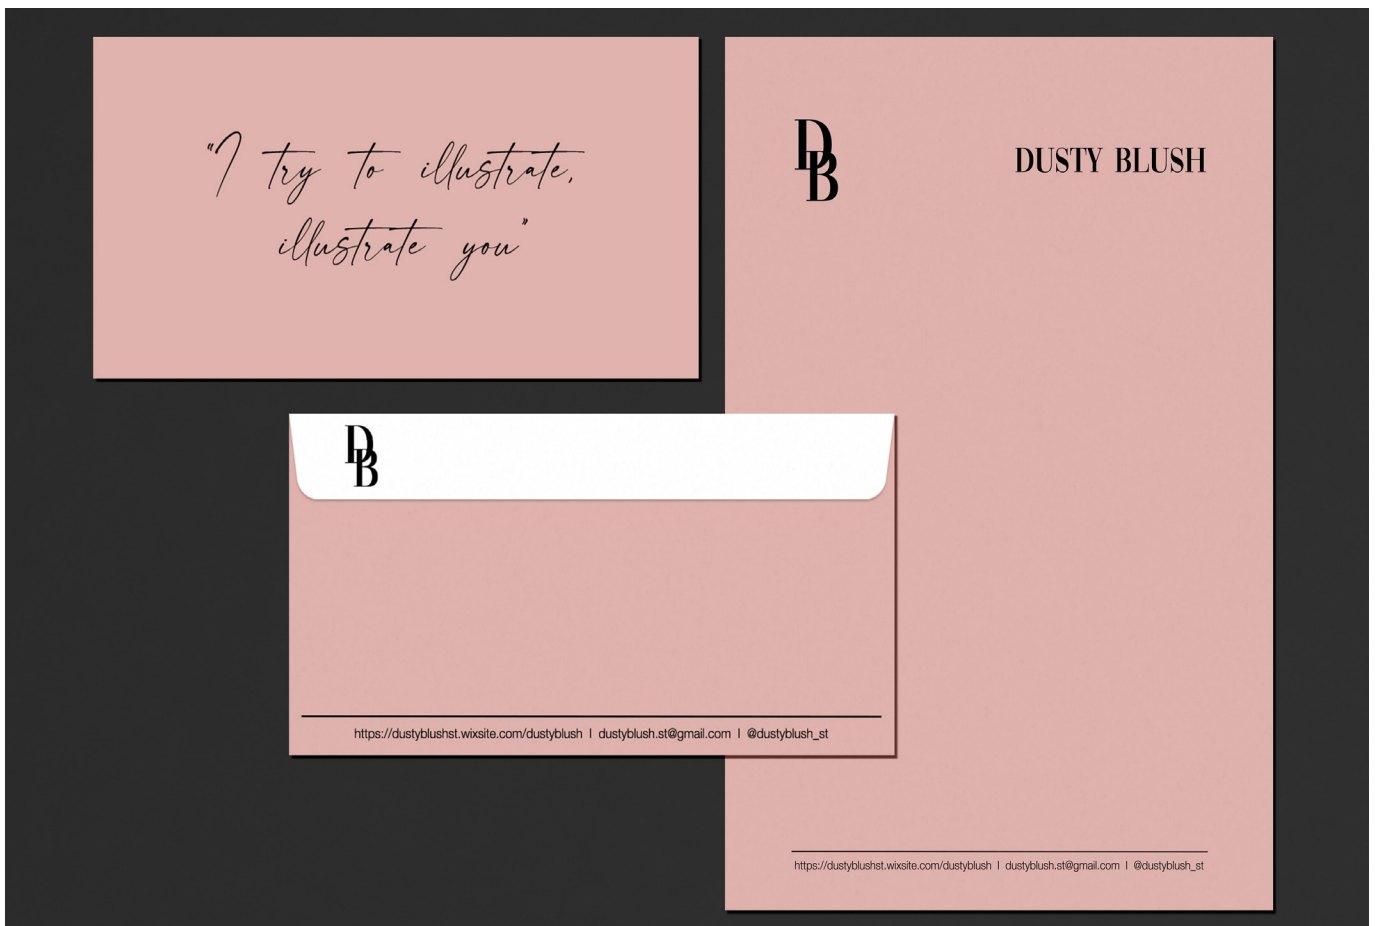 "I try to illustrate,
illustrate you"
DB
DUSTY BLUSH
DB
https://dustyblushst.wixsite.com/dustyblush | dustyblush.st@gmail.com | @dustyblush_st
https://dustyblushst.wixsite.com/dustyblush | dustyblush.st@gmail.com | @dustyblush_st